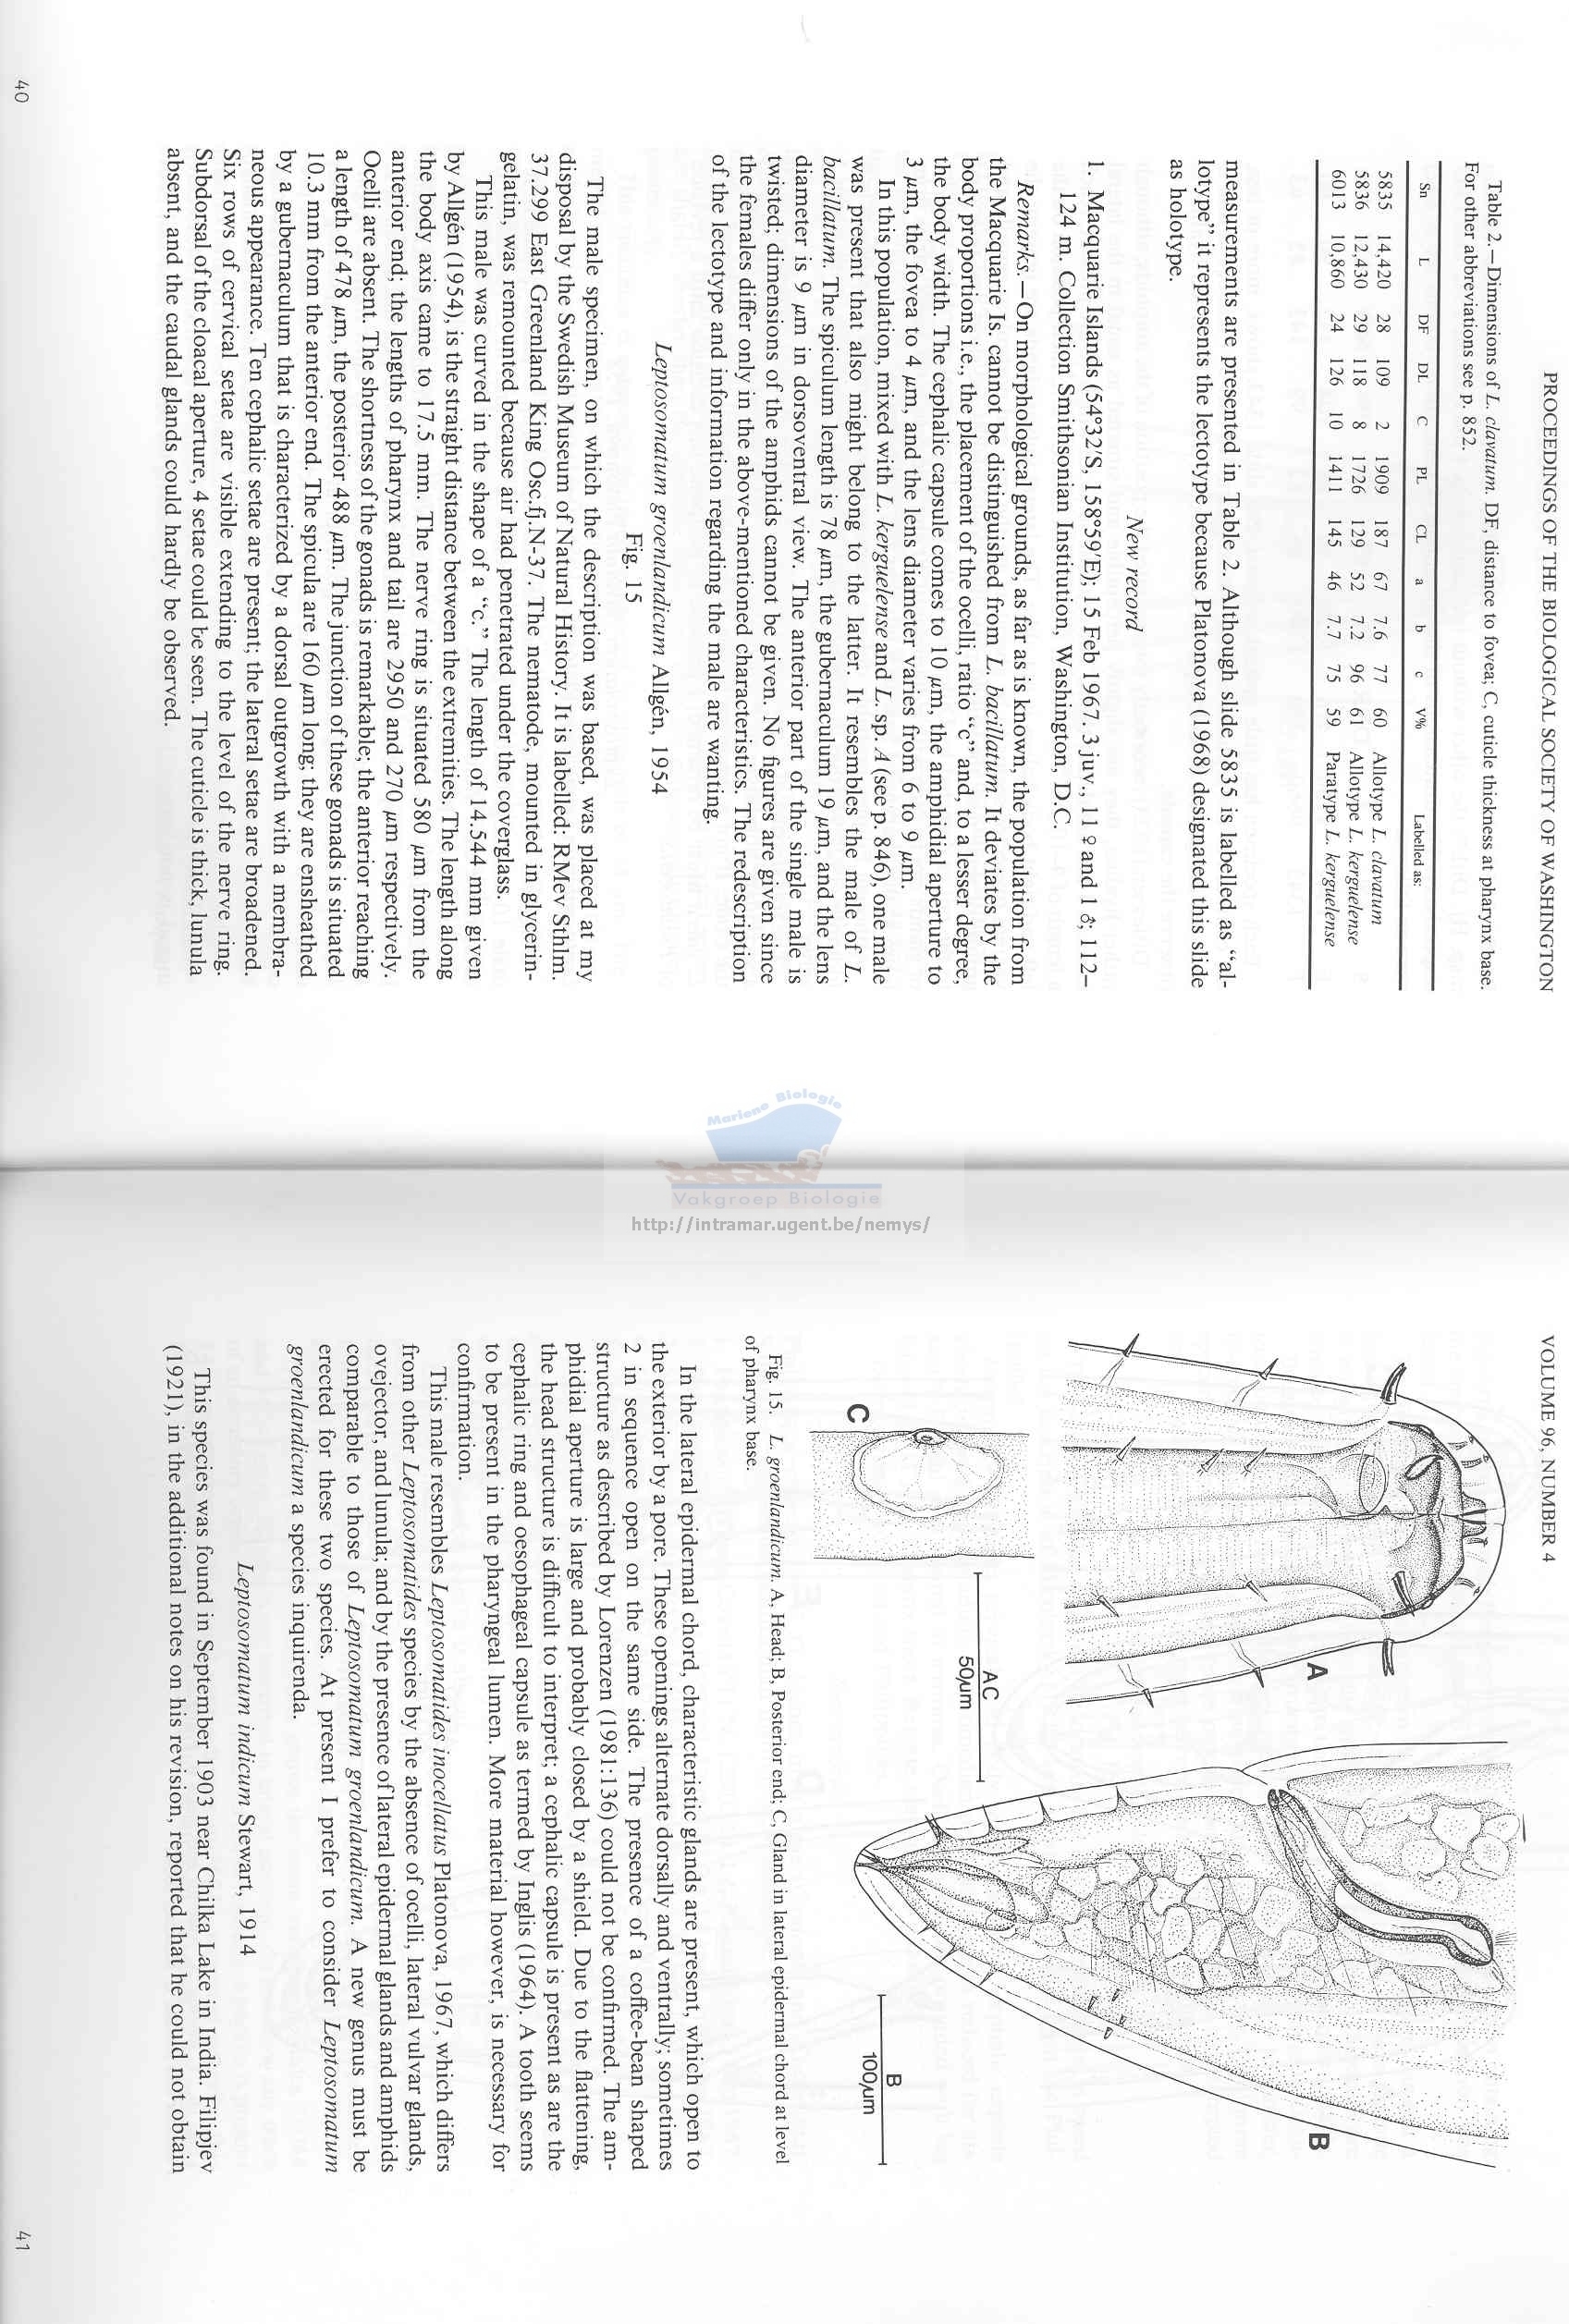 PROCEEDINGS OF THE BIOLOGICAL SOCIETY OF WASHINGTON
Table 2.—Dimensions of L. clavatum. DF, distance to fovea; C, cuticle thickness at pharynx base.
For other abbreviations see p. 852.
Sn L DF DL C PL CL a b c V% Labelled as:
5835 14,420 28 109 2 1909 187 67 7.6 77 60 Allotype L. clavatum
5836 12,430 29 118 8 1726 129 52 7.2 96 61 Allotype L. kerguelense
6013 10,860 24 126 10 1411 145 46 7.7 75 59 Paratype L. kerguelense
measurements are presented in Table 2. Although slide 5835 is labelled as “al-
lotype” it represents the lectotype because Platonova (1968) designated this slide
as holotype.
New record
1. Macquarie Islands (54°32′S, 158°59′E); 15 Feb 1967. 3 juv., 11 ♀ and 1 ♂; 112–
124 m. Collection Smithsonian Institution, Washington, D.C.
Remarks.—On morphological grounds, as far as is known, the population from
the Macquarie Is. cannot be distinguished from L. bacillatum. It deviates by the
body proportions i.e., the placement of the ocelli, ratio “c” and, to a lesser degree,
the body width. The cephalic capsule comes to 10 μm, the amphidial aperture to
3 μm, the fovea to 4 μm, and the lens diameter varies from 6 to 9 μm.
In this population, mixed with L. kerguelense and L. sp. A (see p. 846), one male
was present that also might belong to the latter. It resembles the male of L.
bacillatum. The spiculum length is 78 μm, the gubernaculum 19 μm, and the lens
diameter is 9 μm in dorsoventral view. The anterior part of the single male is
twisted; dimensions of the amphids cannot be given. No figures are given since
the females differ only in the above-mentioned characteristics. The redescription
of the lectotype and information regarding the male are wanting.
Leptosomatum groenlandicum Allgén, 1954
Fig. 15
The male specimen, on which the description was based, was placed at my
disposal by the Swedish Museum of Natural History. It is labelled: RMev Sthlm.
37.299 East Greenland King Osc.fj.N-37. The nematode, mounted in glycerin-
gelatin, was remounted because air had penetrated under the coverglass.
This male was curved in the shape of a “c.” The length of 14.544 mm given
by Allgén (1954), is the straight distance between the extremities. The length along
the body axis came to 17.5 mm. The nerve ring is situated 580 μm from the
anterior end; the lengths of pharynx and tail are 2950 and 270 μm respectively.
Ocelli are absent. The shortness of the gonads is remarkable; the anterior reaching
a length of 478 μm, the posterior 488 μm. The junction of these gonads is situated
10.3 mm from the anterior end. The spicula are 160 μm long; they are ensheathed
by a gubernaculum that is characterized by a dorsal outgrowth with a membra-
neous appearance. Ten cephalic setae are present; the lateral setae are broadened.
Six rows of cervical setae are visible extending to the level of the nerve ring.
Subdorsal of the cloacal aperture, 4 setae could be seen. The cuticle is thick, lunula
absent, and the caudal glands could hardly be observed.
40
Mariene Biologie
Vakgroep Biologie
http://intramar.ugent.be/nemys/
VOLUME 96, NUMBER 4
A
B
C
AC
50μm
B
100μm
Fig. 15. L. groenlandicum. A, Head; B, Posterior end; C, Gland in lateral epidermal chord at level
of pharynx base.
In the lateral epidermal chord, characteristic glands are present, which open to
the exterior by a pore. These openings alternate dorsally and ventrally; sometimes
2 in sequence open on the same side. The presence of a coffee-bean shaped
structure as described by Lorenzen (1981:136) could not be confirmed. The am-
phidial aperture is large and probably closed by a shield. Due to the flattening,
the head structure is difficult to interpret; a cephalic capsule is present as are the
cephalic ring and oesophageal capsule as termed by Inglis (1964). A tooth seems
to be present in the pharyngeal lumen. More material however, is necessary for
confirmation.
This male resembles Leptosomatides inocellatus Platonova, 1967, which differs
from other Leptosomatides species by the absence of ocelli, lateral vulvar glands,
ovejector, and lunula; and by the presence of lateral epidermal glands and amphids
comparable to those of Leptosomatum groenlandicum. A new genus must be
erected for these two species. At present I prefer to consider Leptosomatum
groenlandicum a species inquirenda.
Leptosomatum indicum Stewart, 1914
This species was found in September 1903 near Chilka Lake in India. Filipjev
(1921), in the additional notes on his revision, reported that he could not obtain
41